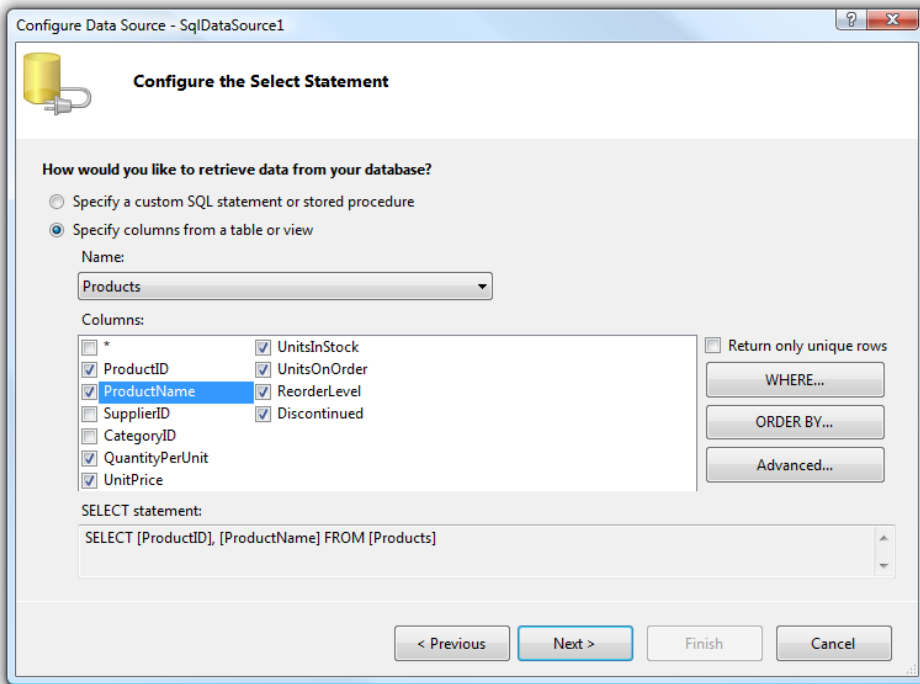 Configure Data Source - SqlDataSource1
?
X
Configure the Select Statement
How would you like to retrieve data from your database?
Specify a custom SQL statement or stored procedure
Specify columns from a table or view
Name:
Products
Columns:
*
ProductID
ProductName
SupplierID
CategoryID
QuantityPerUnit
UnitPrice
UnitsInStock
UnitsOnOrder
ReorderLevel
Discontinued
Return only unique rows
WHERE...
ORDER BY...
Advanced...
SELECT statement:
SELECT [ProductID], [ProductName] FROM [Products]
< Previous
Next >
Finish
Cancel